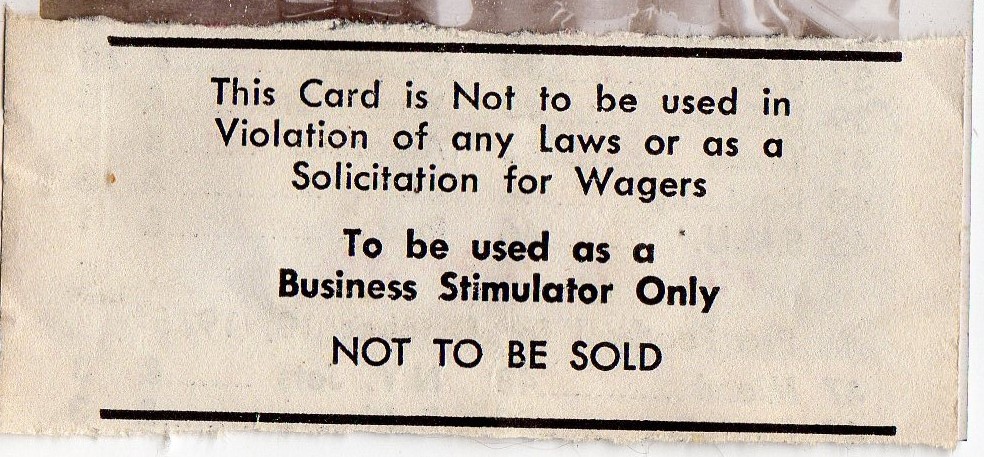 This Card is Not to be used in
Violation of any Laws or as a
Solicitation for Wagers
To be used as a
Business Stimulator Only
NOT TO BE SOLD